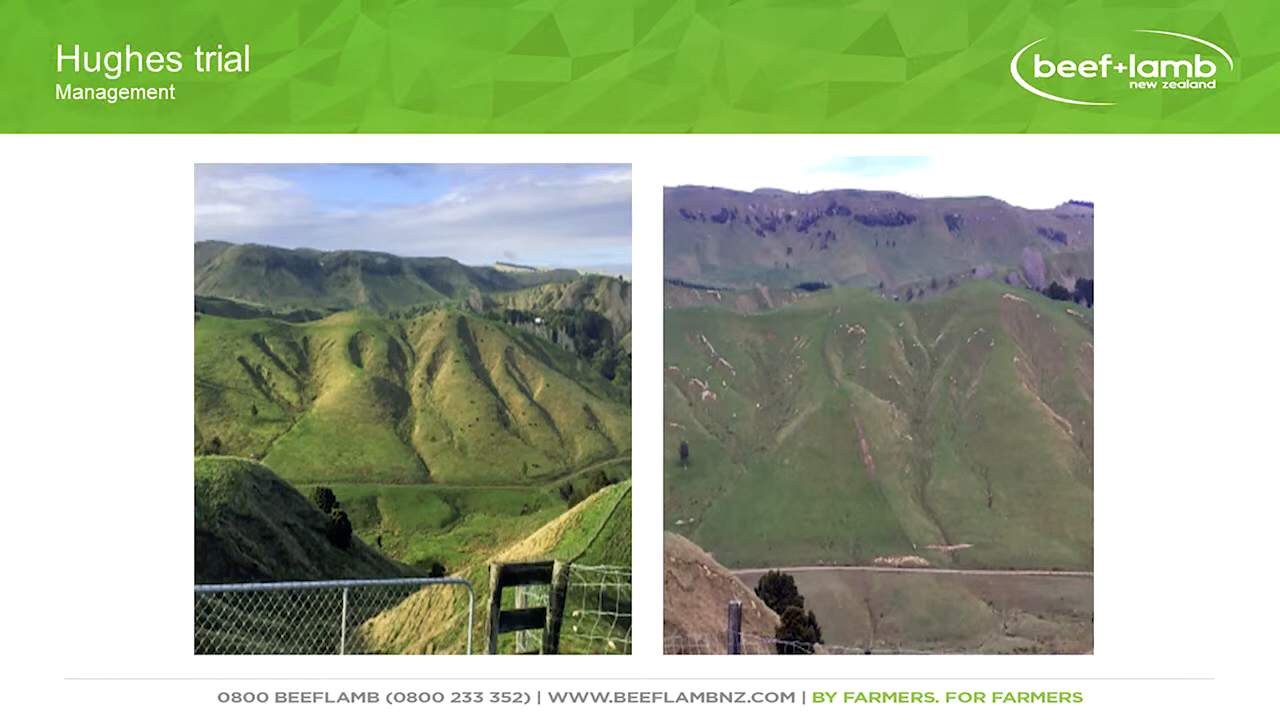 Hughes trial
Management
beef+lamb
new zealand
0800 BEEFLAMB (0800 233 352) | WWW.BEEFLAMBNZ.COM | BY FARMERS. FOR FARMERS